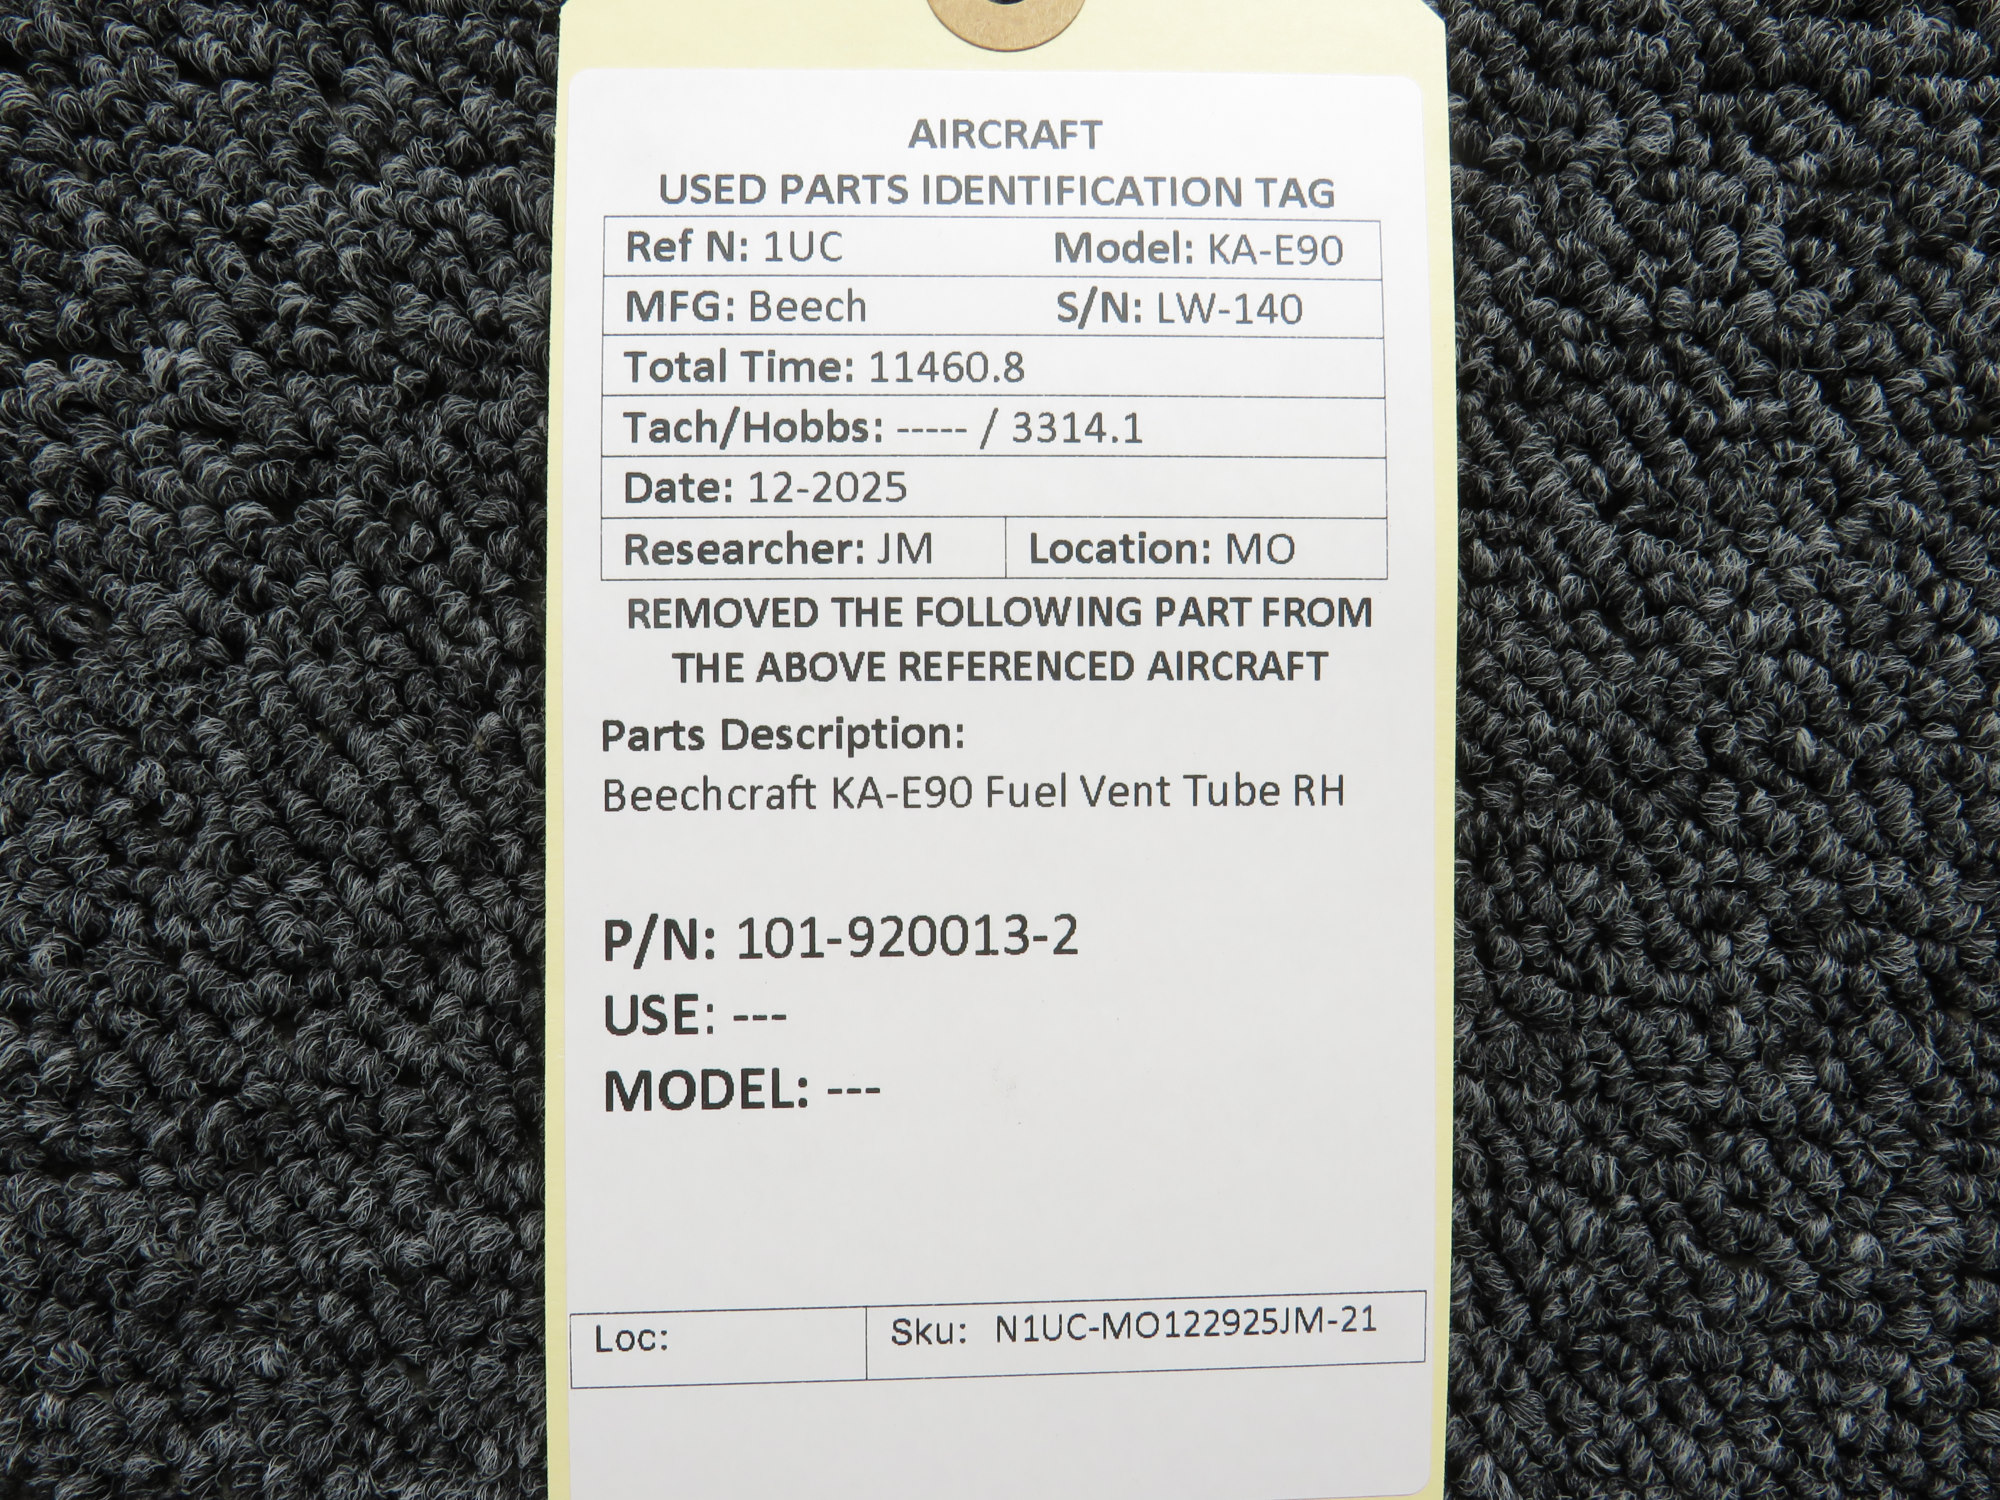 AIRCRAFT
USED PARTS IDENTIFICATION TAG
Ref N: 1UC Model: KA-E90
MFG: Beech S/N: LW-140
Total Time: 11460.8
Tach/Hobbs: ----- / 3314.1
Date: 12-2025
Researcher: JM Location: MO
REMOVED THE FOLLOWING PART FROM
THE ABOVE REFERENCED AIRCRAFT
Parts Description:
Beechcraft KA-E90 Fuel Vent Tube RH
P/N: 101-920013-2
USE: ---
MODEL: ---
Loc: Sku: N1UC-MO122925JM-21